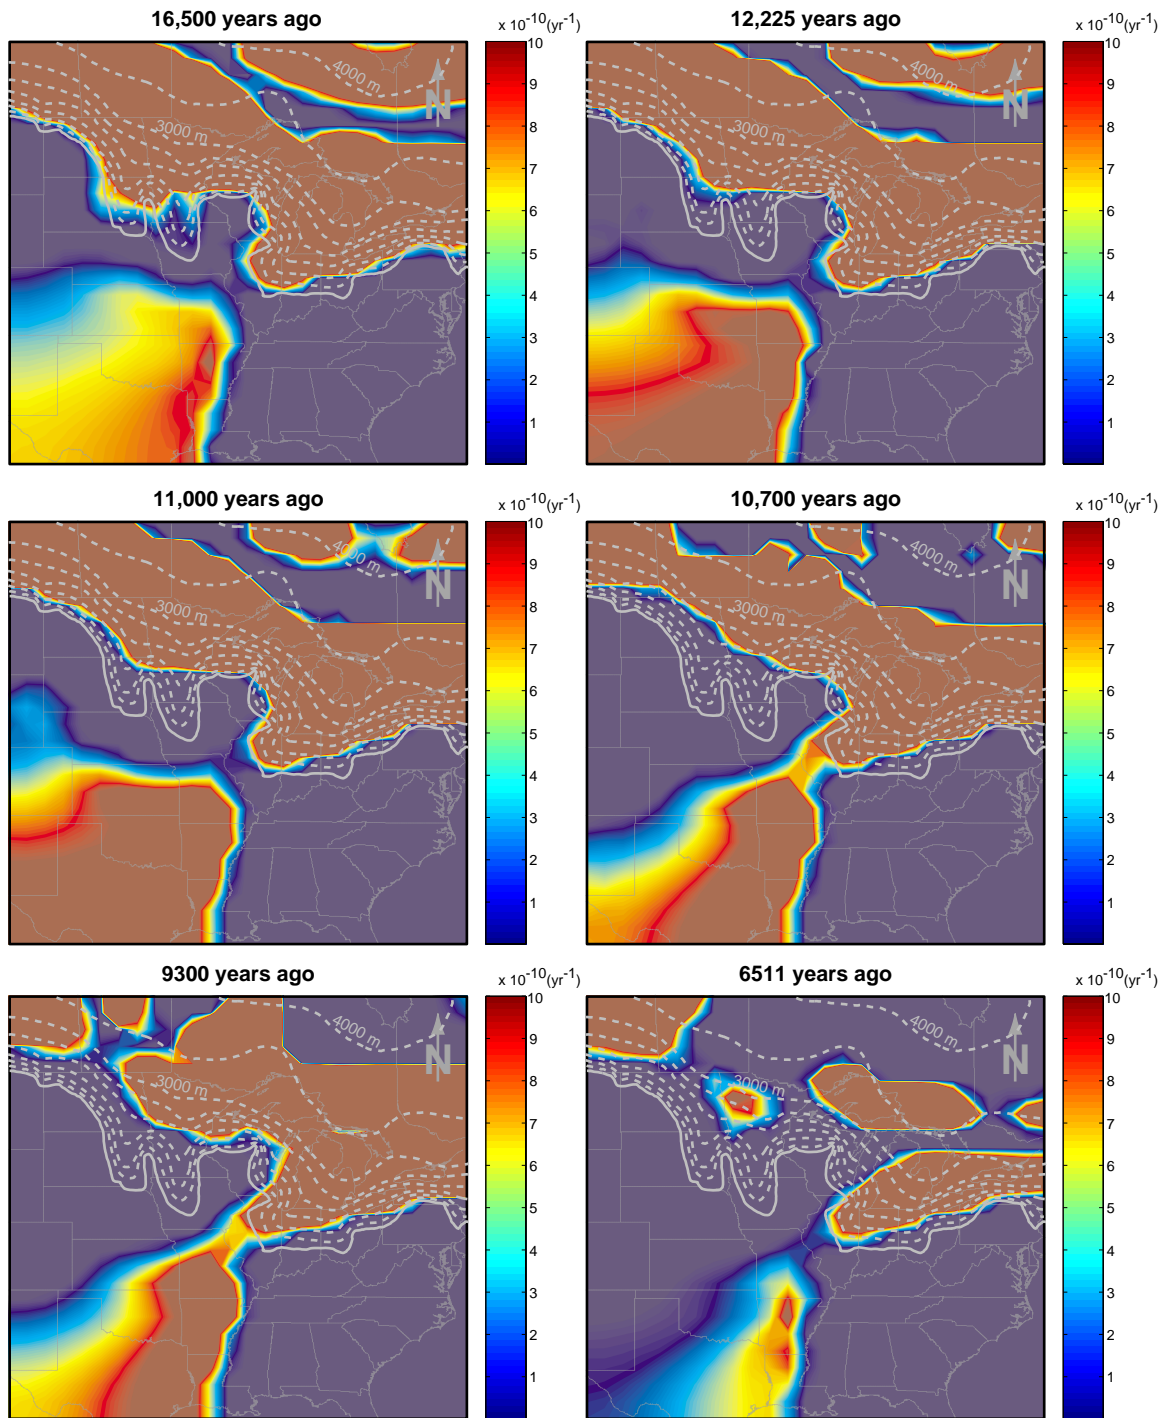 16,500 years ago
x 10⁻¹⁰(yr⁻¹)
4000 m
3000 m
N
10
9
8
7
6
5
4
3
2
1
12,225 years ago
x 10⁻¹⁰(yr⁻¹)
4000 m
3000 m
N
10
9
8
7
6
5
4
3
2
1
11,000 years ago
x 10⁻¹⁰(yr⁻¹)
4000 m
3000 m
N
10
9
8
7
6
5
4
3
2
1
10,700 years ago
x 10⁻¹⁰(yr⁻¹)
4000 m
3000 m
N
10
9
8
7
6
5
4
3
2
1
9300 years ago
x 10⁻¹⁰(yr⁻¹)
4000 m
3000 m
N
10
9
8
7
6
5
4
3
2
1
6511 years ago
x 10⁻¹⁰(yr⁻¹)
4000 m
3000 m
N
10
9
8
7
6
5
4
3
2
1